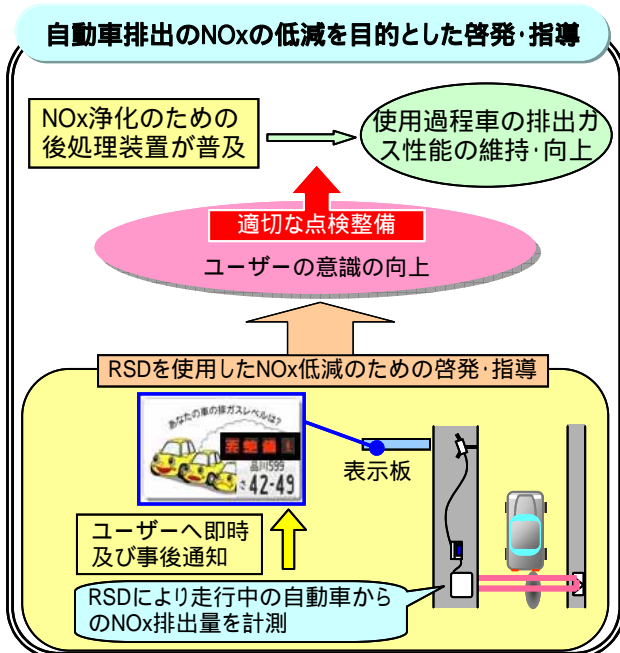 自動車排出のNOxの低減を目的とした啓発・指導
NOx浄化のための
後処理装置が普及
使用過程車の排出ガ
ス性能の維持・向上
適切な点検整備
ユーザーの意識の向上
RSDを使用したNOx低減のための啓発・指導
あなたの車の排ガスレベルは?
要整備!
品川599
さ 42-49
表示板
ユーザーへ即時
及び事後通知
RSDにより走行中の自動車から
のNOx排出量を計測